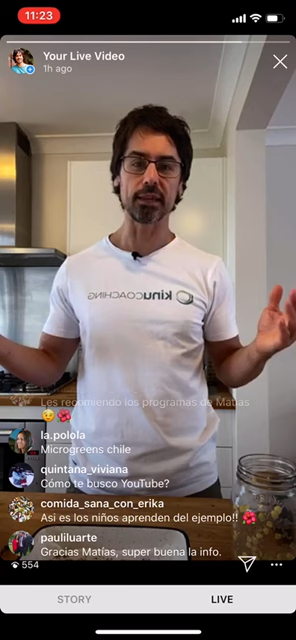 11:23
Your Live Video
1h ago
kinuCOACHING
Les recomiendo los programas de Matías
😉🌺
la.polola
Microgreens chile
quintana_viviana
Cómo te busco YouTube?
comida_sana_con_erika
Asi es los niños aprenden del ejemplo!! 🌺
pauliluarte
Gracias Matías, super buena la info.
554
STORY
LIVE